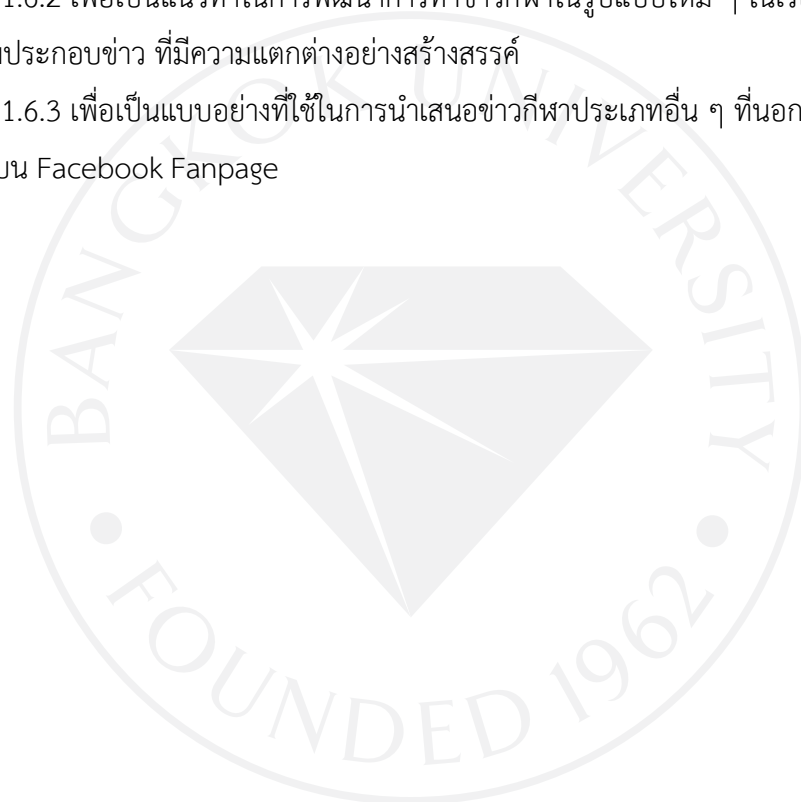 1.6.2 เพื่อเป็นแนวทางในการพัฒนาการทำข่าวกีฬาในรูปแบบใหม่ ๆ
ประกอบข่าว ที่มีความแตกต่างอย่างสร้างสรรค์
1.6.3 เพื่อเป็นแบบอย่างที่ใช้ในการนำเสนอข่าวกีฬาประเภทอื่น ๆ ที่นอก
บน Facebook Fanpage
BANGKOK UNIVERSITY
FOUNDED 1962